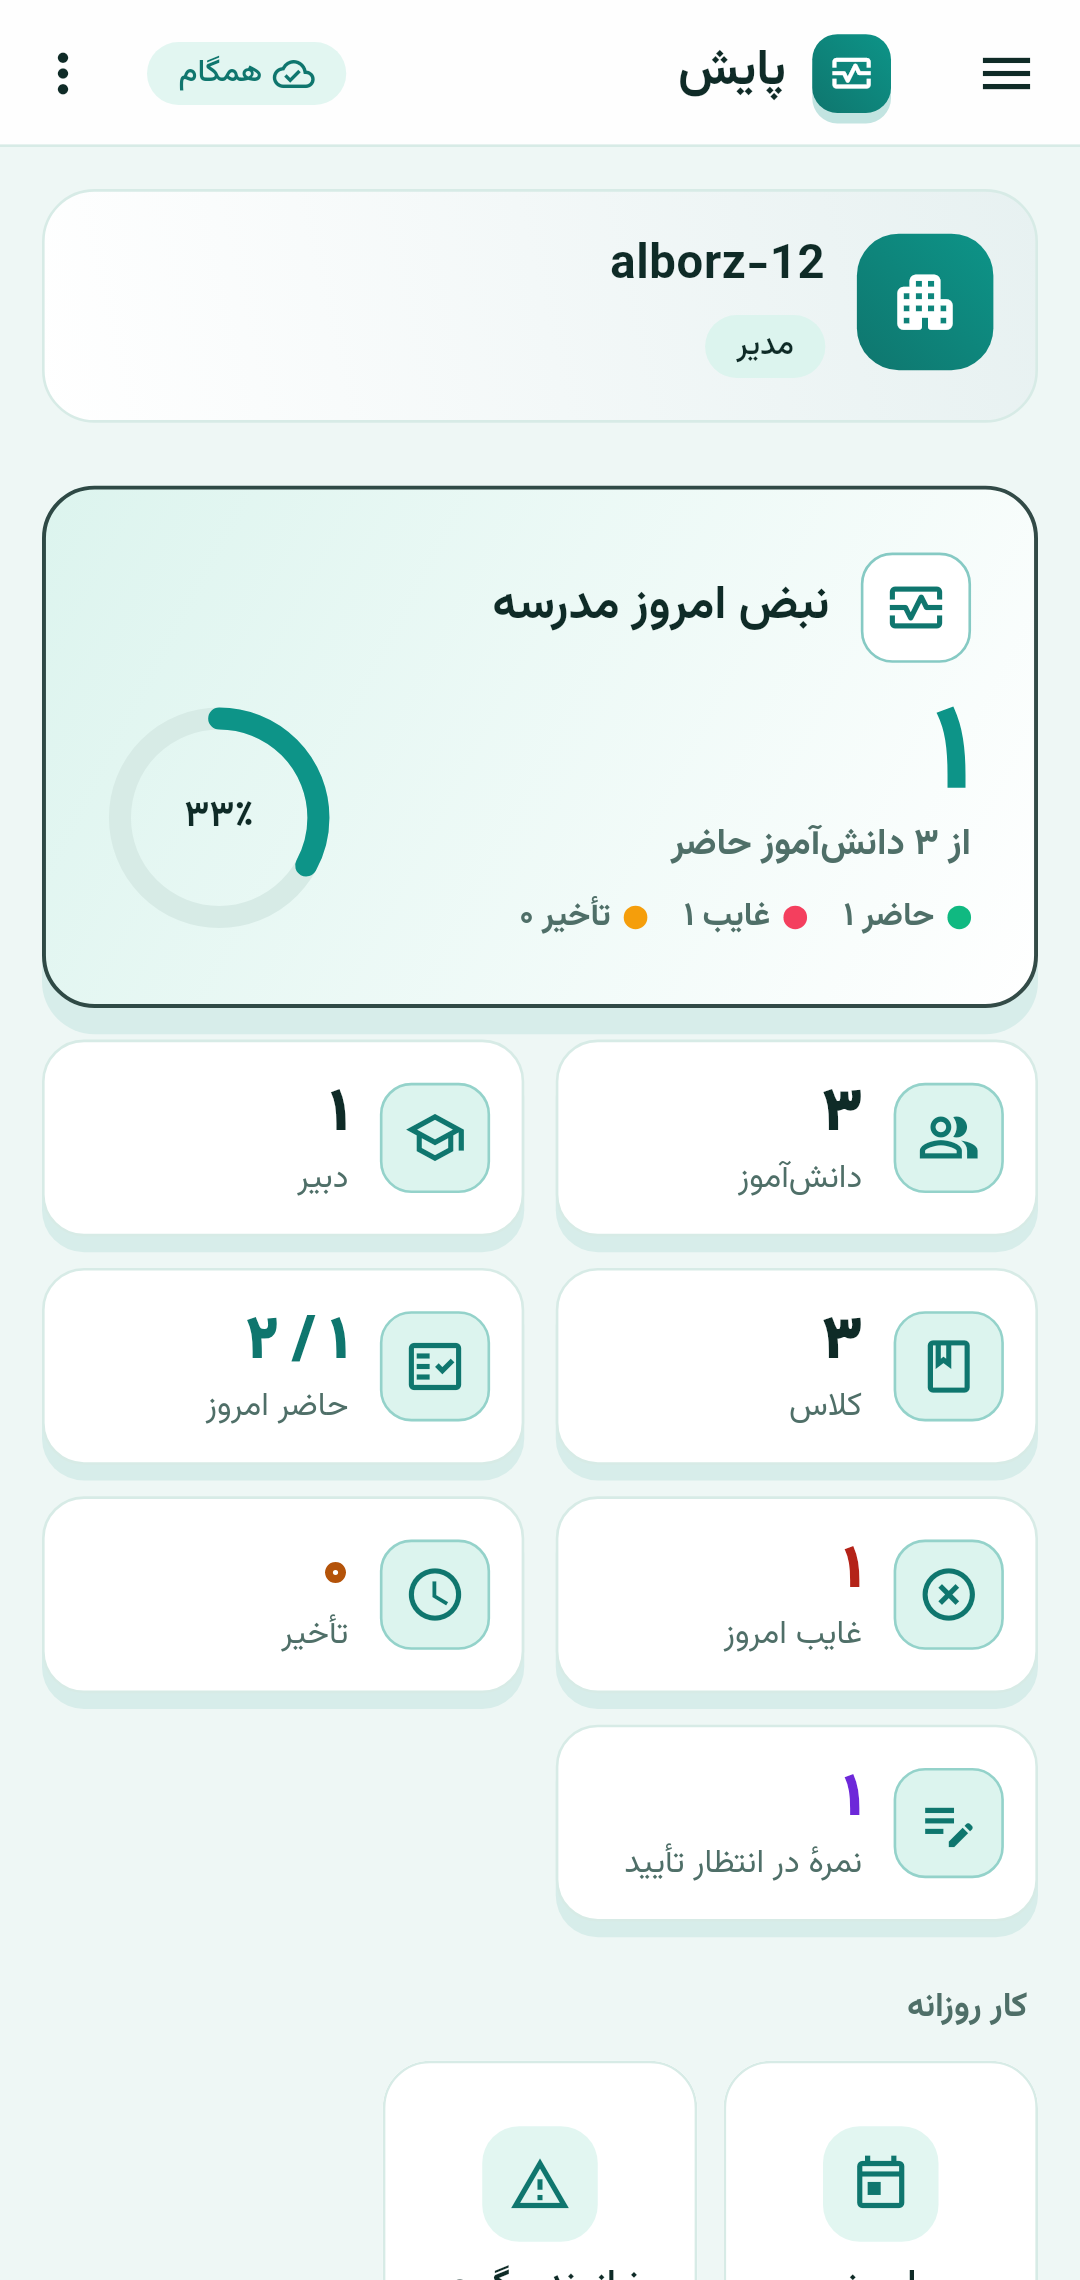 پایش
همگام
alborz-12
مدیر
نبض امروز مدرسه
۱
از ۳ دانش‌آموز حاضر
حاضر ۱
غایب ۱
تأخیر ۰
۳۳٪
۳
دانش‌آموز
۱
دبیر
۳
کلاس
۱ / ۲
حاضر امروز
۱
غایب امروز
۰
تأخیر
۱
نمرهٔ در انتظار تأیید
کار روزانه